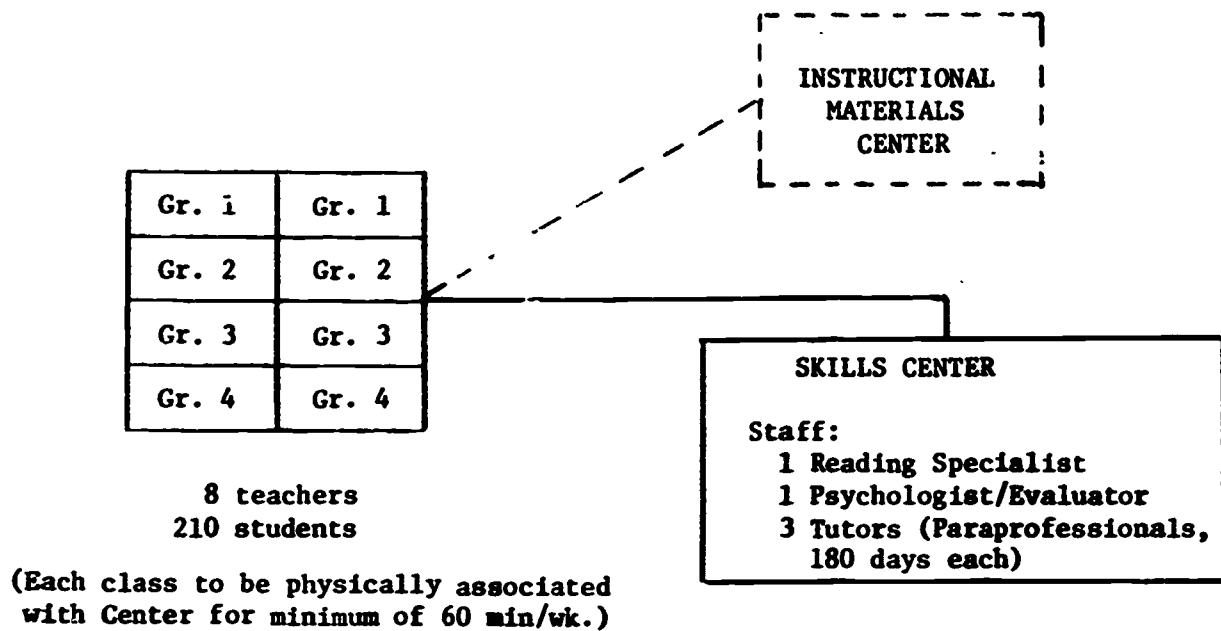 INSTRUCTIONAL
MATERIALS
CENTER
Gr. 1 Gr. 1
Gr. 2 Gr. 2
Gr. 3 Gr. 3
Gr. 4 Gr. 4
8 teachers
210 students
(Each class to be physically associated
with Center for minimum of 60 min/wk.)
SKILLS CENTER
Staff:
1 Reading Specialist
1 Psychologist/Evaluator
3 Tutors (Paraprofessionals,
180 days each)